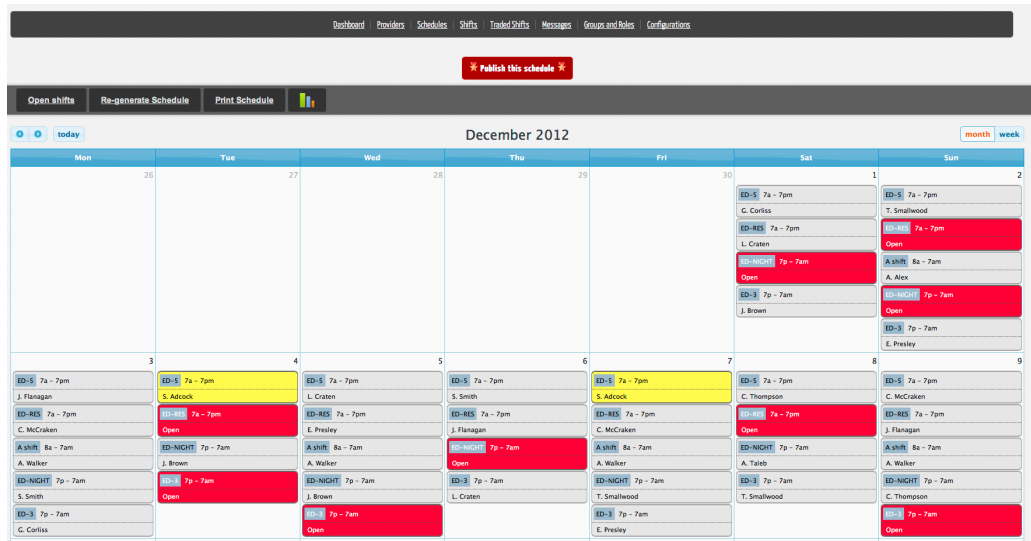 Dashboard Providers Schedules Shifts Traded Shifts Messages Groups and Roles Configurations
Publish this schedule
Open shifts Re-generate Schedule Print Schedule
today December 2012 month week
Mon Tue Wed Thu Fri Sat Sun
26 27 28 29 30 1 2
ED-5 7a - 7pm ED-5 7a - 7pm
G. Corliss T. Smallwood
ED-RES 7a - 7pm ED-RES 7a - 7pm
L. Craten Open
ED-NIGHT 7p - 7am A shift 8a - 7pm
Open A. Alex
ED-3 7p - 7am ED-NIGHT 7p - 7am
J. Brown Open
ED-3 7p - 7am
E. Presley
3 4 5 6 7 8 9
ED-5 7a - 7pm ED-5 7a - 7pm ED-5 7a - 7pm ED-5 7a - 7pm ED-5 7a - 7pm ED-5 7a - 7pm ED-5 7a - 7pm
J. Flanagan S. Adcock L. Craten S. Smith S. Adcock C. Thompson C. McCraken
ED-RES 7a - 7pm ED-RES 7a - 7pm ED-RES 7a - 7pm ED-RES 7a - 7pm ED-RES 7a - 7pm ED-RES 7a - 7pm ED-RES 7a - 7pm
C. McCraken Open E. Presley J. Flanagan C. McCraken Open J. Flanagan
A shift 8a - 7am ED-NIGHT 7p - 7am A shift 8a - 7am ED-NIGHT 7p - 7am A shift 8a - 7am ED-NIGHT 7p - 7am A shift 8a - 7am
A. Walker J. Brown A. Walker Open A. Walker A. Taleb A. Walker
ED-NIGHT 7p - 7am ED-3 7p - 7am ED-NIGHT 7p - 7am ED-3 7p - 7am ED-NIGHT 7p - 7am ED-3 7p - 7am ED-NIGHT 7p - 7am
S. Smith Open J. Brown L. Craten T. Smallwood T. Smallwood C. Thompson
ED-3 7p - 7am ED-3 7p - 7am ED-3 7p - 7am ED-3 7p - 7am
G. Corliss Open E. Presley Open